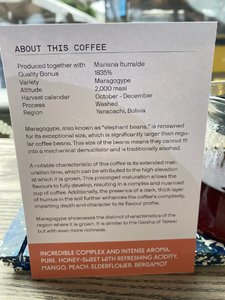 ABOUT THIS COFFEE
Produced together with Mariana Iturralde
Quality Bonus 1835%
Variety Maragogype
Altitude 2,000 masl
Harvest calendar October - December
Process Washed
Region Yanacachi, Bolivia
Maragogype, also known as "elephant beans," is renowned
for its exceptional size, which is significantly larger than regu-
lar coffee beans. This size of the beans means they cannot fit
into a mechanical demucilator and is traditionally washed.
A notable characteristic of this coffee is its extended mat-
uration time, which can be attributed to the high elevation
at which it is grown. This prolonged maturation allows the
flavours to fully develop, resulting in a complex and nuanced
cup of coffee. Additionally, the presence of a dark, thick layer
of humus in the soil further enhances the coffee's complexity,
imparting depth and character to its flavour profile.
Maragogype showcases the distinct characteristics of the
region where it is grown. It is similar to the Geisha of Takesi
but with even more richness.
INCREDIBLE COMPLEX AND INTENSE AROMA,
PURE, HONEY-SWEET WITH REFRESHING ACIDITY,
MANGO, PEACH, ELDERFLOWER, BERGAMOT